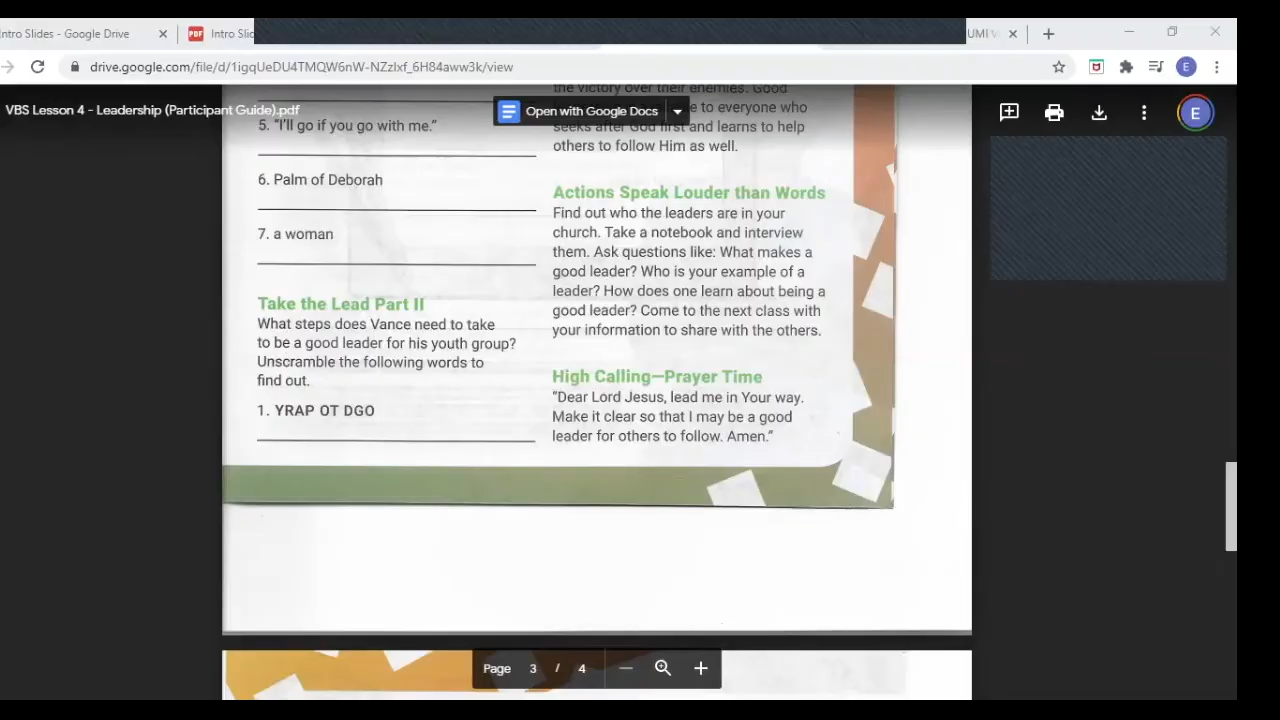 Intro Slides - Google Drive
PDF
Intro Slid
UMI V
drive.google.com/file/d/1igqUeDU4TMQW6nW-NZzIxf_6H84aww3k/view
E
VBS Lesson 4 - Leadership (Participant Guide).pdf
Open with Google Docs
E
5. "I'll go if you go with me."
6. Palm of Deborah
7. a woman
Take the Lead Part II
What steps does Vance need to take
to be a good leader for his youth group?
Unscramble the following words to
find out.
1. YRAP OT DGO
the victory over their enemies. Good
to everyone who
seeks after God first and learns to help
others to follow Him as well.
Actions Speak Louder than Words
Find out who the leaders are in your
church. Take a notebook and interview
them. Ask questions like: What makes a
good leader? Who is your example of a
leader? How does one learn about being a
good leader? Come to the next class with
your information to share with the others.
High Calling—Prayer Time
"Dear Lord Jesus, lead me in Your way.
Make it clear so that I may be a good
leader for others to follow. Amen."
Page 3 / 4